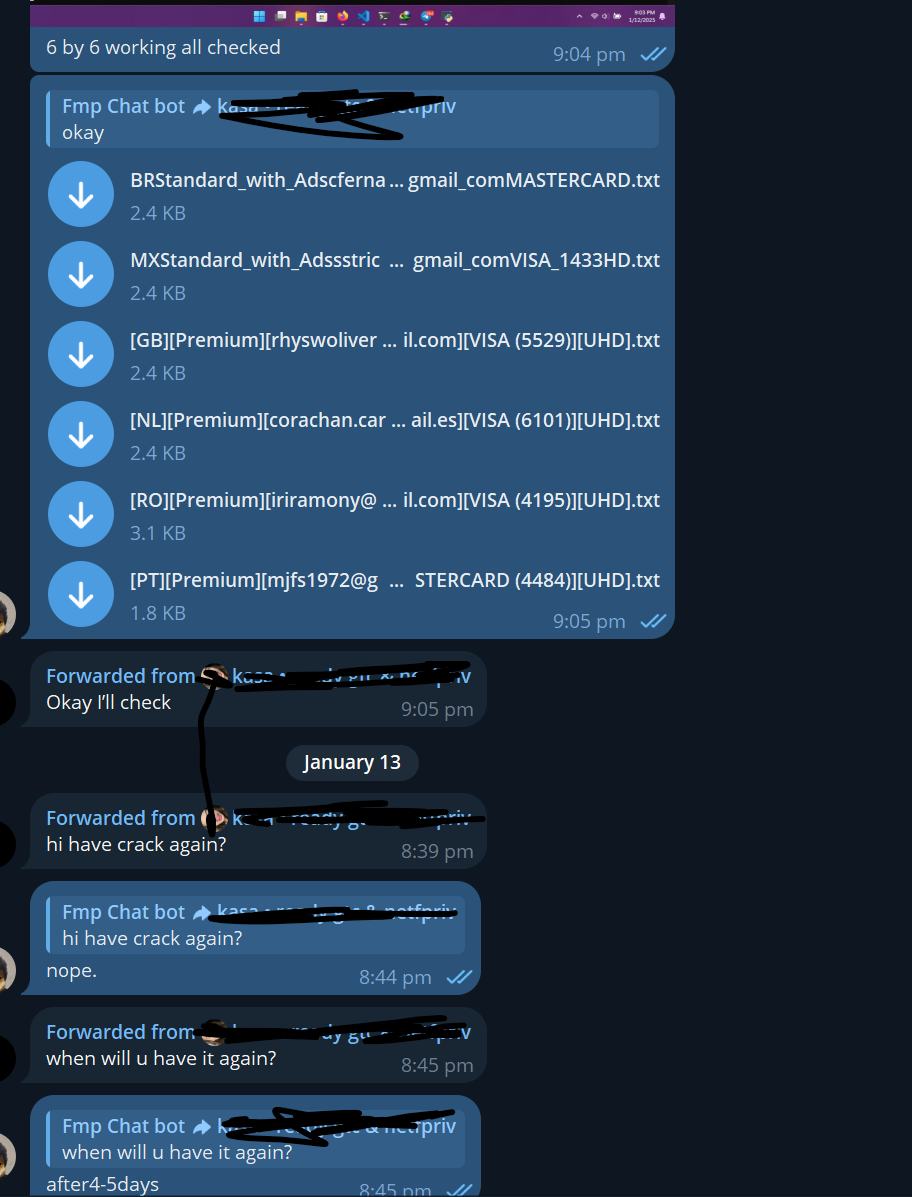 9:03 PM
1/12/2025
6 by 6 working all checked
9:04 pm
Fmp Chat bot
okay
BRStandard_with_Adscferna ... gmail_comMASTERCARD.txt
2.4 KB
MXStandard_with_Adssstric ... gmail_comVISA_1433HD.txt
2.4 KB
[GB][Premium][rhyswoliver ... il.com][VISA (5529)][UHD].txt
2.4 KB
[NL][Premium][corachan.car ... ail.es][VISA (6101)][UHD].txt
2.4 KB
[RO][Premium][iriramony@ ... il.com][VISA (4195)][UHD].txt
3.1 KB
[PT][Premium][mjfs1972@g ... STERCARD (4484)][UHD].txt
1.8 KB
9:05 pm
Forwarded from
Okay I'll check
9:05 pm
January 13
Forwarded from
hi have crack again?
8:39 pm
Fmp Chat bot
hi have crack again?
nope.
8:44 pm
Forwarded from
when will u have it again?
8:45 pm
Fmp Chat bot
when will u have it again?
after4-5days
8:45 pm